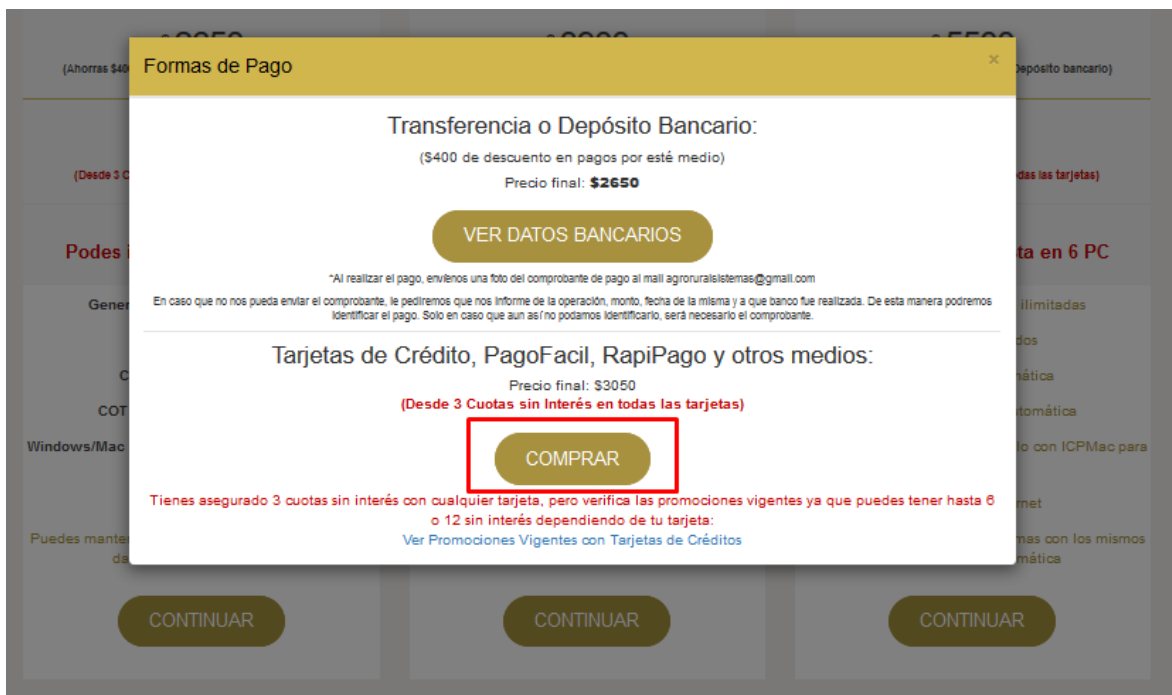 (Ahorras $40
Depósito bancario)
Formas de Pago
×
Transferencia o Depósito Bancario:
($400 de descuento en pagos por esté medio)
Precio final: $2650
VER DATOS BANCARIOS
*Al realizar el pago, envíenos una foto del comprobante de pago al mail agroruralsistemas@gmail.com
En caso que no nos pueda enviar el comprobante, le pediremos que nos informe de la operación, monto, fecha de la misma y a que banco fue realizada. De esta manera podremos
identificar el pago. Solo en caso que aun así no podamos identificarlo, será necesario el comprobante.
Tarjetas de Crédito, PagoFacil, RapiPago y otros medios:
Precio final: $3050
(Desde 3 Cuotas sin Interés en todas las tarjetas)
COMPRAR
Tienes asegurado 3 cuotas sin interés con cualquier tarjeta, pero verifica las promociones vigentes ya que puedes tener hasta 6
o 12 sin interés dependiendo de tu tarjeta:
Ver Promociones Vigentes con Tarjetas de Créditos
(Desde 3 C
das las tarjetas)
Podes i
ta en 6 PC
Gener
ilimitadas
dos
C
nática
COT
tomática
Windows/Mac
lo con ICPMac para
rnet
Puedes manter
mas con los mismos
da
mática
CONTINUAR
CONTINUAR
CONTINUAR